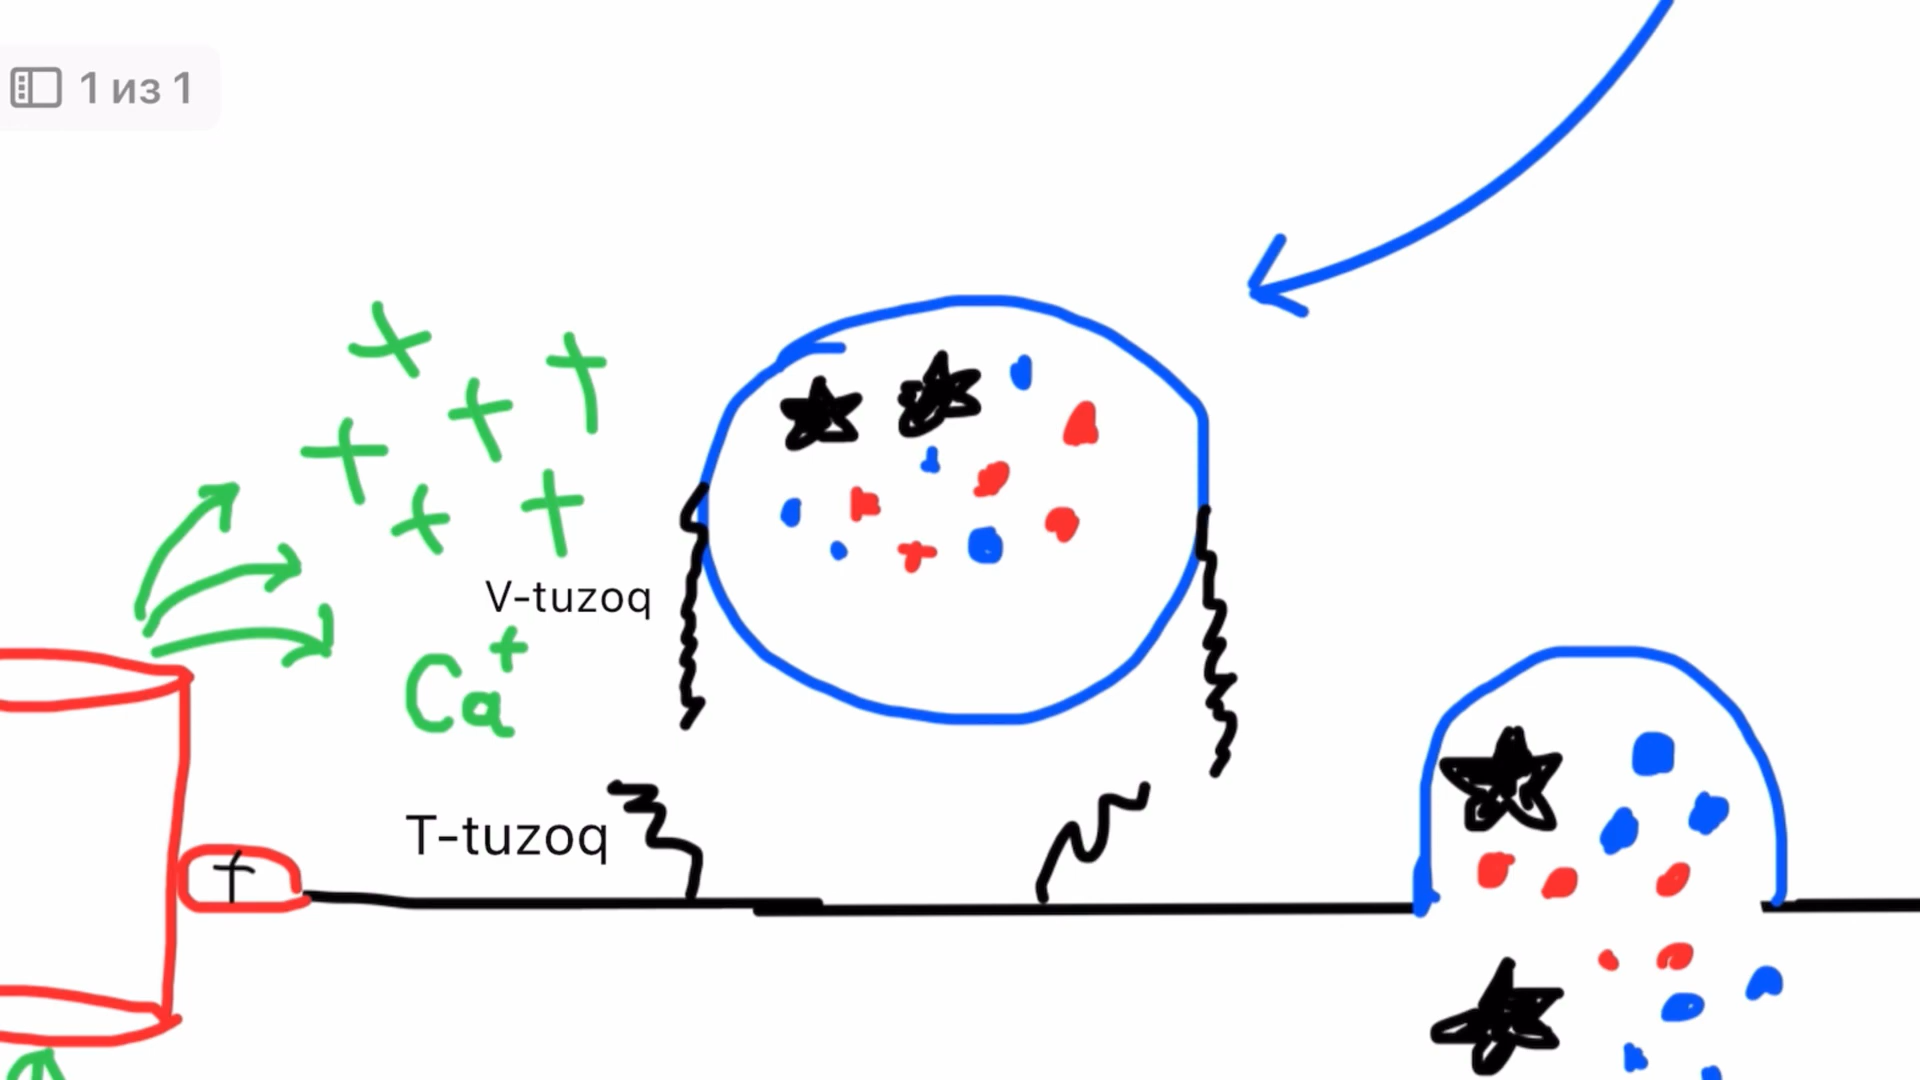 1 из 1
V-tuzoq
Ca+
T-tuzoq
+